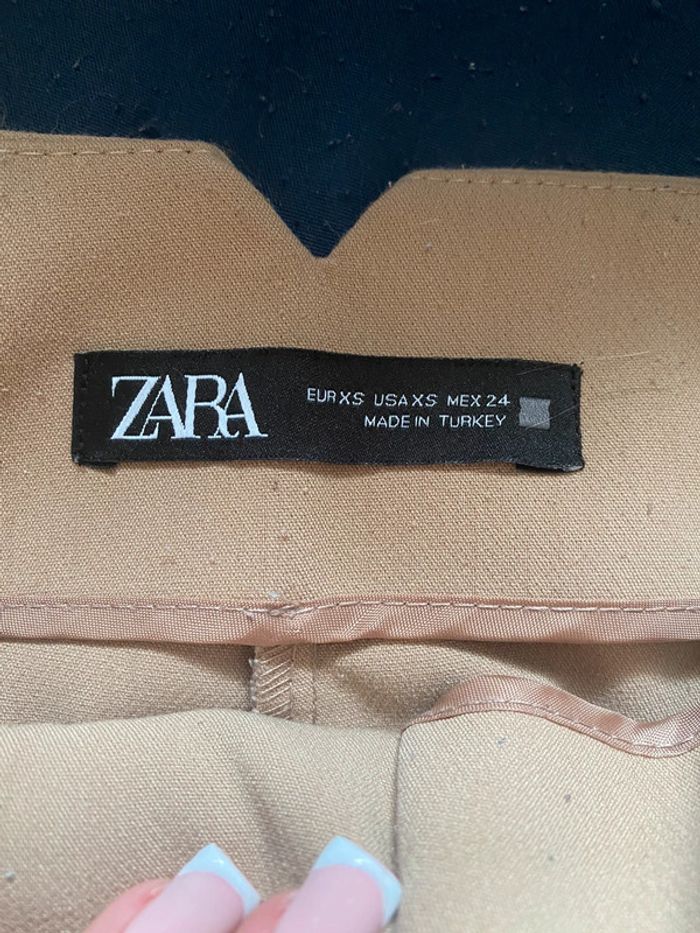 ZARA
EUR XS USA XS MEX 24
MADE IN TURKEY